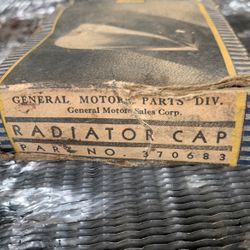 GENERAL MOTORS PARTS DIV.
General Motors Sales Corp.
RADIATOR CAP
PART NO. 370683